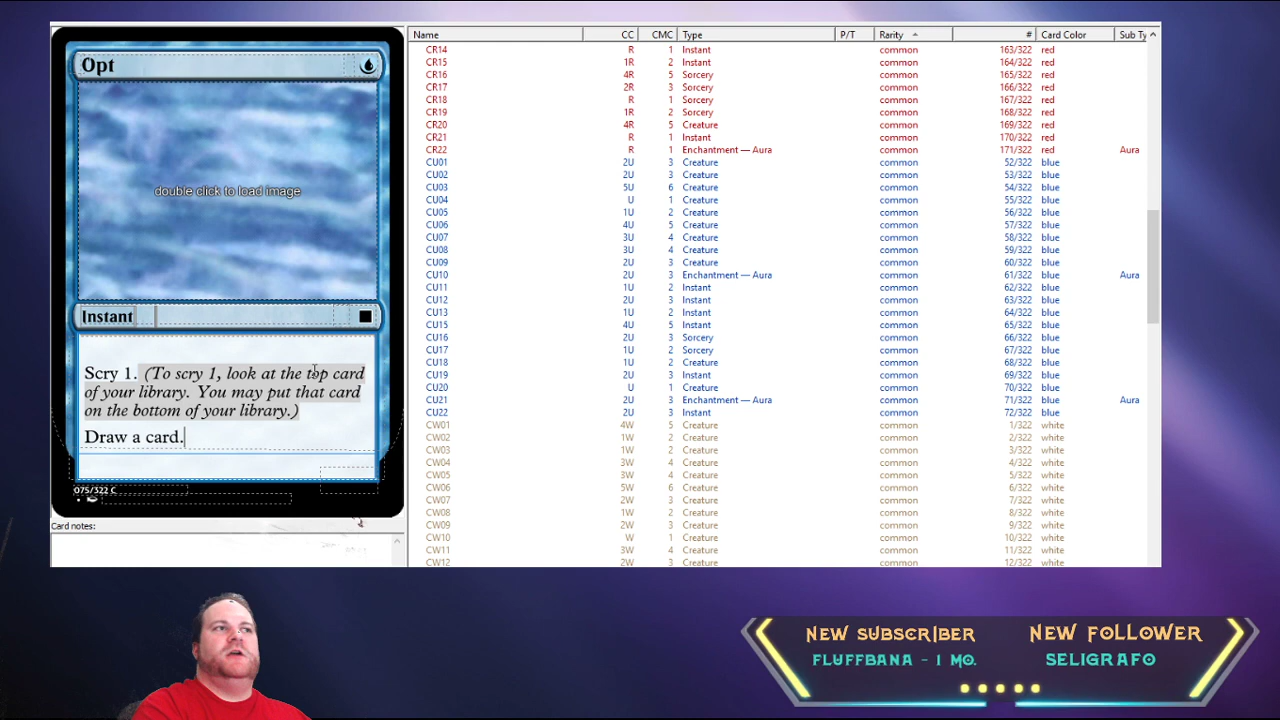 Opt
double click to load image
Instant
Scry 1. (To scry 1, look at the top card
of your library. You may put that card
on the bottom of your library.)
Draw a card.
Card notes:
Name CC CMC Type P/T Rarity # Card Color Sub Ty
CR14 R 1 Instant common 163/322 red
CR15 1R 2 Instant common 164/322 red
CR16 4R 5 Sorcery common 165/322 red
CR17 2R 3 Sorcery common 166/322 red
CR18 R 1 Sorcery common 167/322 red
CR19 1R 2 Sorcery common 168/322 red
CR20 4R 5 Creature common 169/322 red
CR21 R 1 Instant common 170/322 red
CR22 R 1 Enchantment — Aura common 171/322 red Aura
CU01 2U 3 Creature common 52/322 blue
CU02 2U 3 Creature common 53/322 blue
CU03 5U 6 Creature common 54/322 blue
CU04 U 1 Creature common 55/322 blue
CU05 1U 2 Creature common 56/322 blue
CU06 4U 5 Creature common 57/322 blue
CU07 3U 4 Creature common 58/322 blue
CU08 3U 4 Creature common 59/322 blue
CU09 2U 3 Creature common 60/322 blue
CU10 2U 3 Enchantment — Aura common 61/322 blue Aura
CU11 1U 2 Instant common 62/322 blue
CU12 2U 3 Instant common 63/322 blue
CU13 1U 2 Instant common 64/322 blue
CU15 4U 5 Instant common 65/322 blue
CU16 2U 3 Sorcery common 66/322 blue
CU17 1U 2 Sorcery common 67/322 blue
CU18 1U 2 Creature common 68/322 blue
CU19 2U 3 Instant common 69/322 blue
CU20 U 1 Creature common 70/322 blue
CU21 2U 3 Enchantment — Aura common 71/322 blue Aura
CU22 2U 3 Instant common 72/322 blue
CW01 4W 5 Creature common 1/322 white
CW02 1W 2 Creature common 2/322 white
CW03 1W 2 Creature common 3/322 white
CW04 3W 4 Creature common 4/322 white
CW05 3W 4 Creature common 5/322 white
CW06 5W 6 Creature common 6/322 white
CW07 2W 3 Creature common 7/322 white
CW08 1W 2 Creature common 8/322 white
CW09 2W 3 Creature common 9/322 white
CW10 W 1 Creature common 10/322 white
CW11 3W 4 Creature common 11/322 white
CW12 2W 3 Creature common 12/322 white
NEW SUBSCRIBER
FLUFFBANA - 1 MO.
NEW FOLLOWER
SELIGRAFO